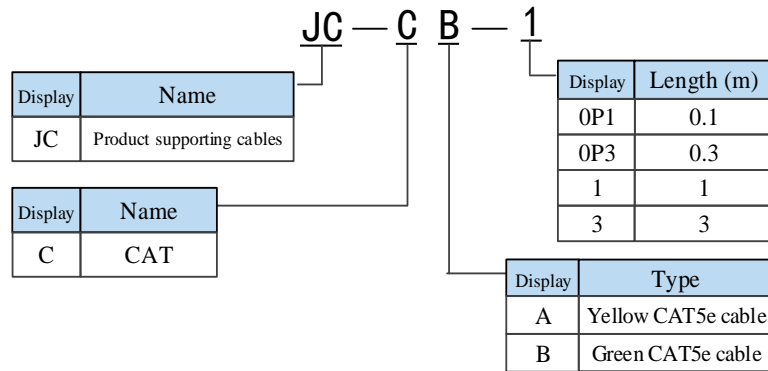 JC — C B — 1
Display Name
JC Product supporting cables
Display Name
C CAT
Display Length (m)
0P1 0.1
0P3 0.3
1 1
3 3
Display Type
A Yellow CAT5e cable
B Green CAT5e cable